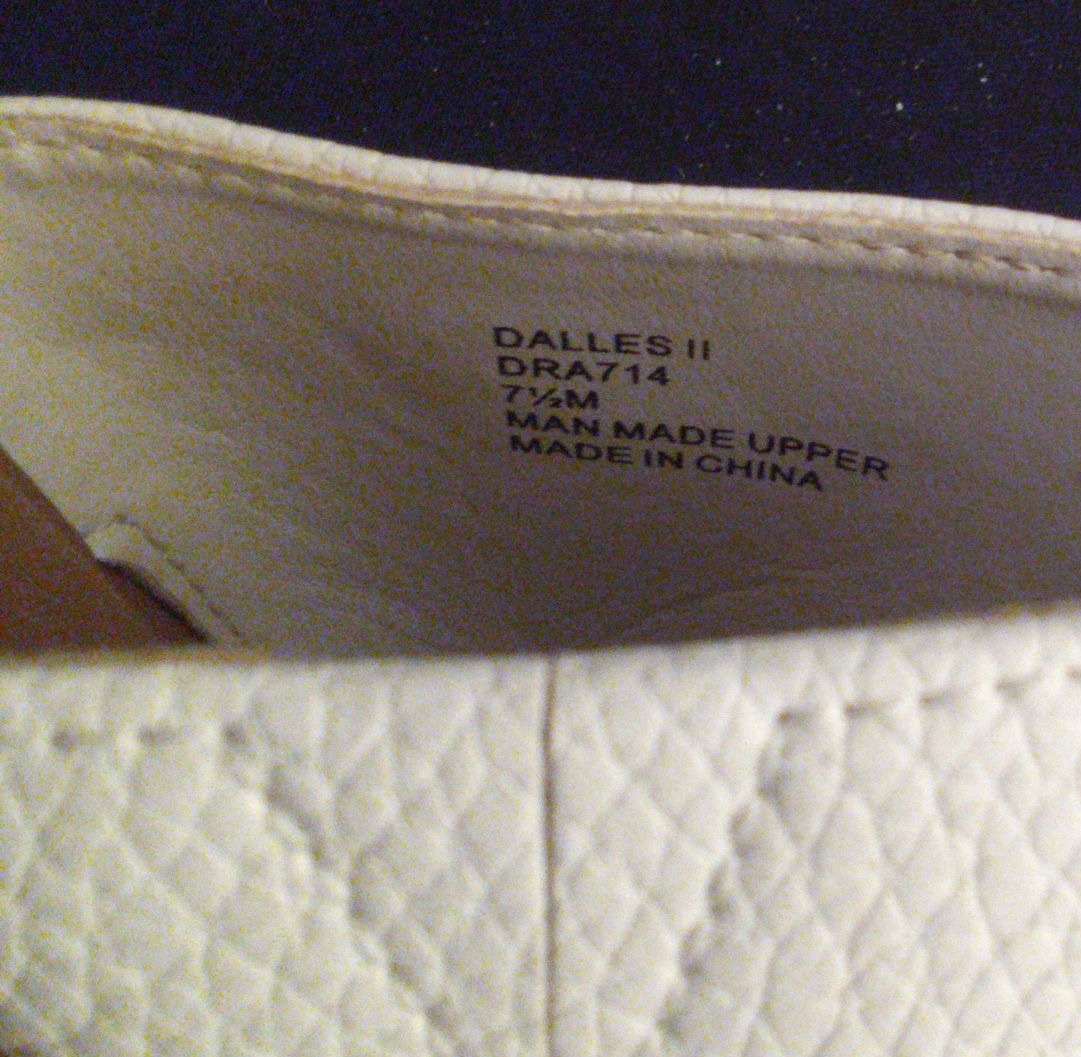 DALLES II
DRA714
7½M
MAN MADE UPPER
MADE IN CHINA